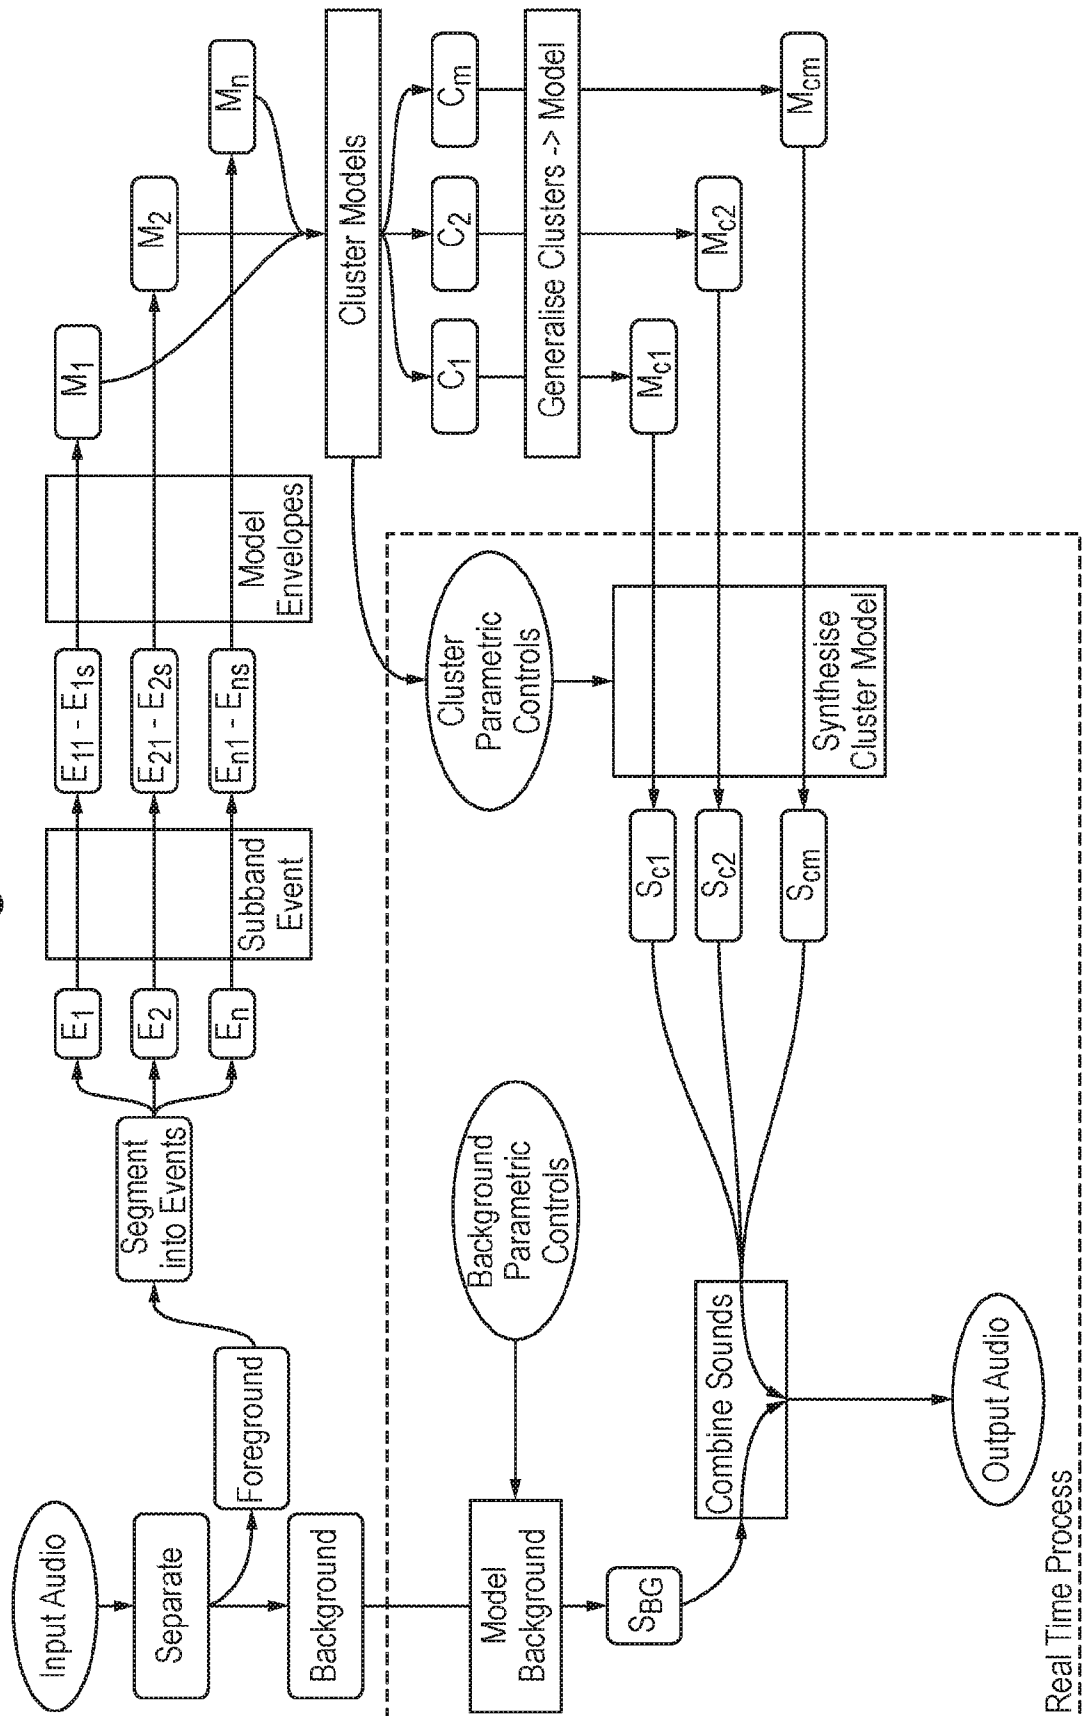 Input Audio
Separate
Foreground
Background
Segment
into Events
E1
E2
En
Subband
Event
E11 - E1s
E21 - E2s
En1 - Ens
Model
Envelopes
M1
M2
Mn
Cluster Models
C1
C2
Cm
Generalise Clusters -> Model
Mc1
Mc2
Mcm
Cluster
Parametric
Controls
Synthesise
Cluster Model
Sc1
Sc2
Scm
Background
Parametric
Controls
Model
Background
SBG
Combine Sounds
Output Audio
Real Time Process